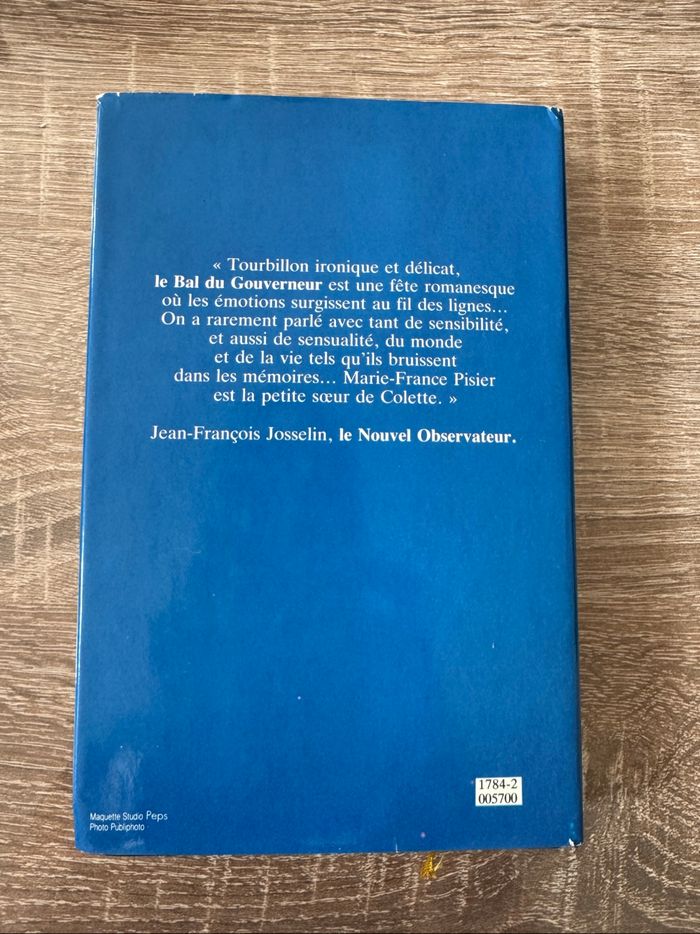 « Tourbillon ironique et délicat,
le Bal du Gouverneur est une fête romanesque
où les émotions surgissent au fil des lignes...
On a rarement parlé avec tant de sensibilité,
et aussi de sensualité, du monde
et de la vie tels qu'ils bruissent
dans les mémoires... Marie-France Pisier
est la petite sœur de Colette. »
Jean-François Josselin, le Nouvel Observateur.
1784-2
005700
Maquette Studio Peps
Photo Publiphoto